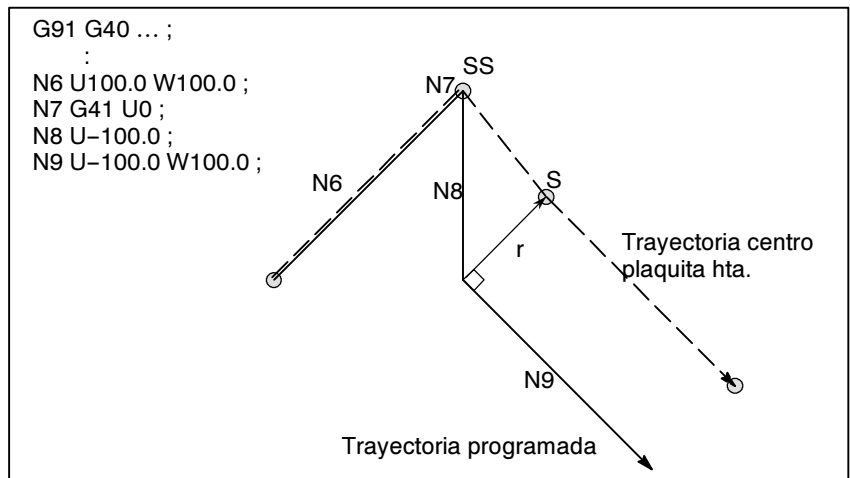 G91 G40 … ;
:
N6 U100.0 W100.0 ;
N7 G41 U0 ;
N8 U−100.0 ;
N9 U−100.0 W100.0 ;
SS
N7
N6
N8
S
r
Trayectoria centro
plaquita hta.
N9
Trayectoria programada